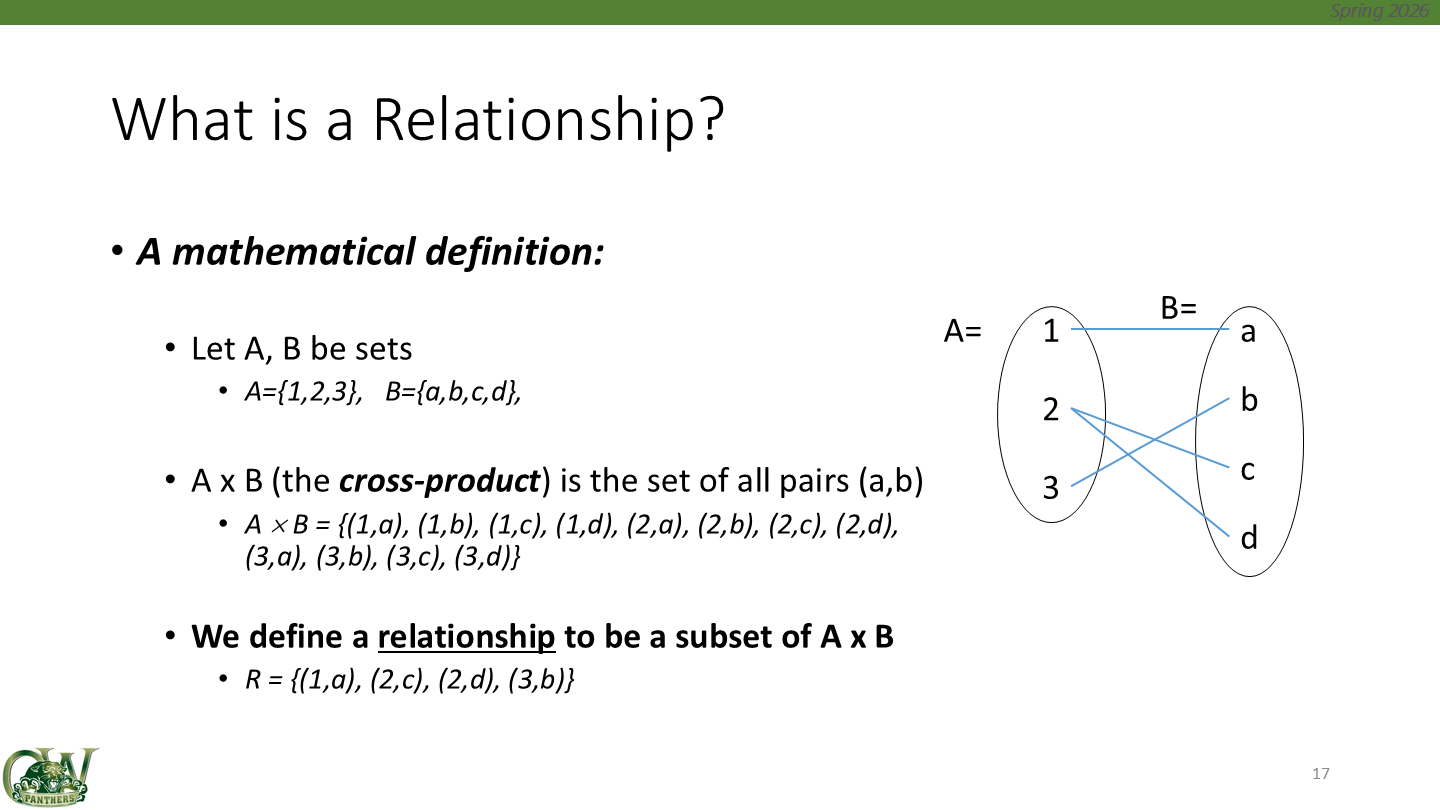 Spring 2026
What is a Relationship?
• A mathematical definition:
• Let A, B be sets
• A={1,2,3}, B={a,b,c,d},
• A x B (the cross-product) is the set of all pairs (a,b)
• A × B = {(1,a), (1,b), (1,c), (1,d), (2,a), (2,b), (2,c), (2,d),
(3,a), (3,b), (3,c), (3,d)}
• We define a relationship to be a subset of A x B
• R = {(1,a), (2,c), (2,d), (3,b)}
A=
1
2
3
B=
a
b
c
d
OW
PANTHERS
17